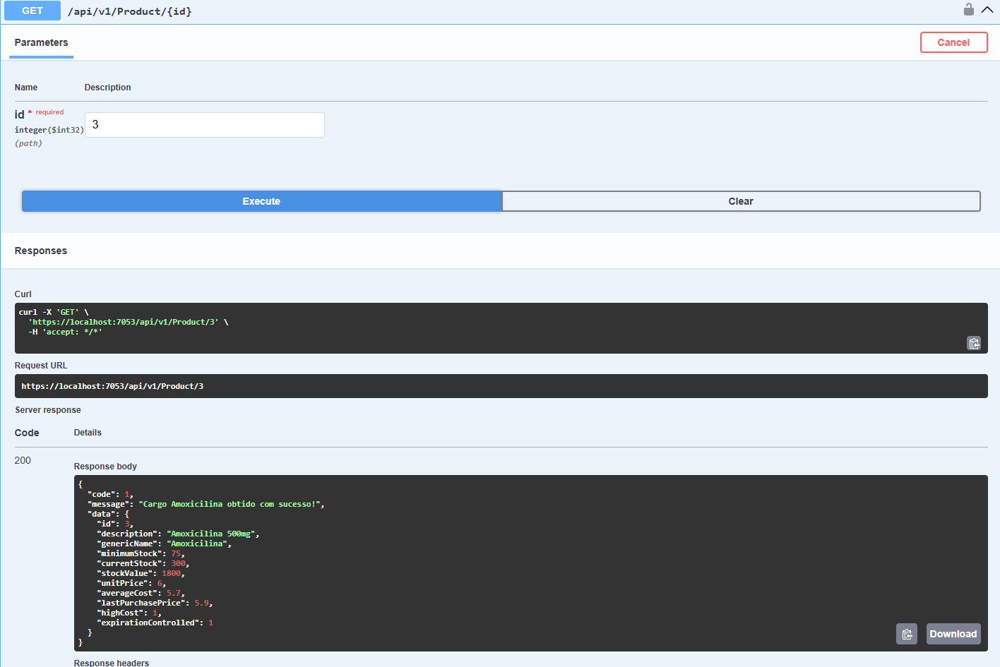 GET /api/v1/Product/{id}
Parameters
Cancel
Name Description
id * required
integer($int32)
(path)
3
Execute
Clear
Responses
Curl
curl -X 'GET' \
  'https://localhost:7053/api/v1/Product/3' \
  -H 'accept: */*'
Request URL
https://localhost:7053/api/v1/Product/3
Server response
Code Details
200
Response body
{
  "code": 1,
  "message": "Cargo Amoxicilina obtido com sucesso!",
  "data": {
    "id": 3,
    "description": "Amoxicilina 500mg",
    "genericName": "Amoxicilina",
    "minimumStock": 75,
    "currentStock": 300,
    "stockValue": 1800,
    "unitPrice": 6,
    "averageCost": 5.7,
    "lastPurchasePrice": 5.9,
    "highCost": 1,
    "expirationControlled": 1
  }
}
Download
Response headers